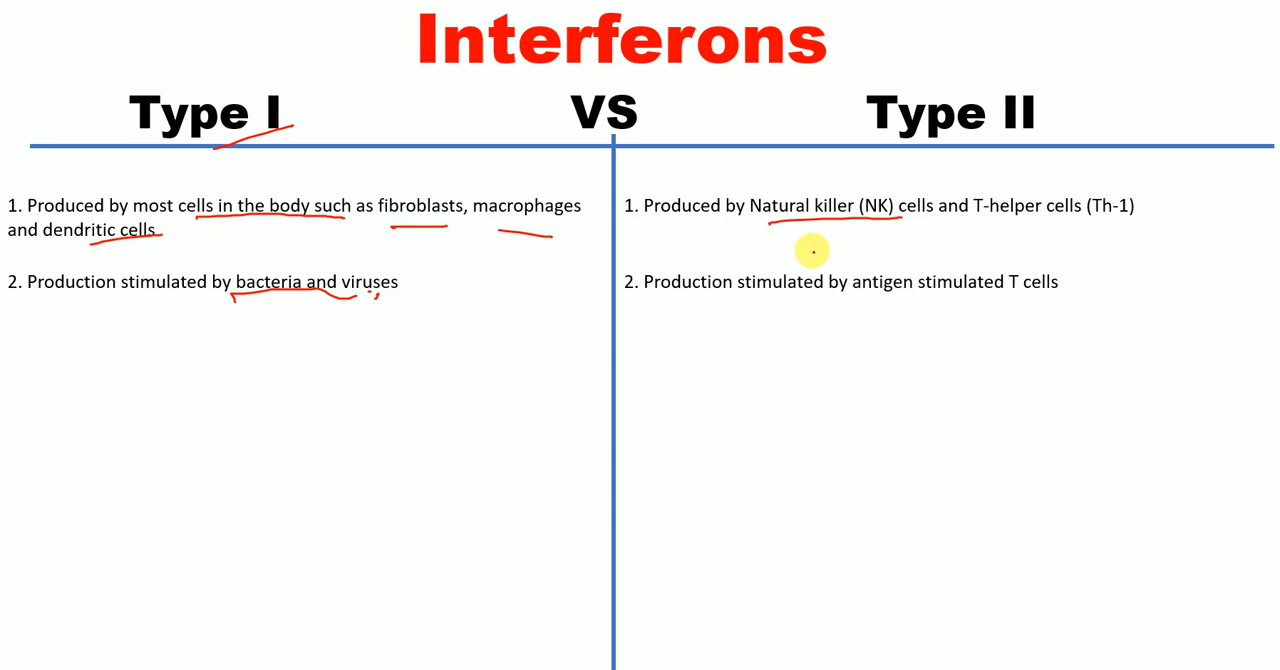 Interferons
Type I VS Type II
1. Produced by most cells in the body such as fibroblasts, macrophages
and dendritic cells
2. Production stimulated by bacteria and viruses
1. Produced by Natural killer (NK) cells and T-helper cells (Th-1)
2. Production stimulated by antigen stimulated T cells